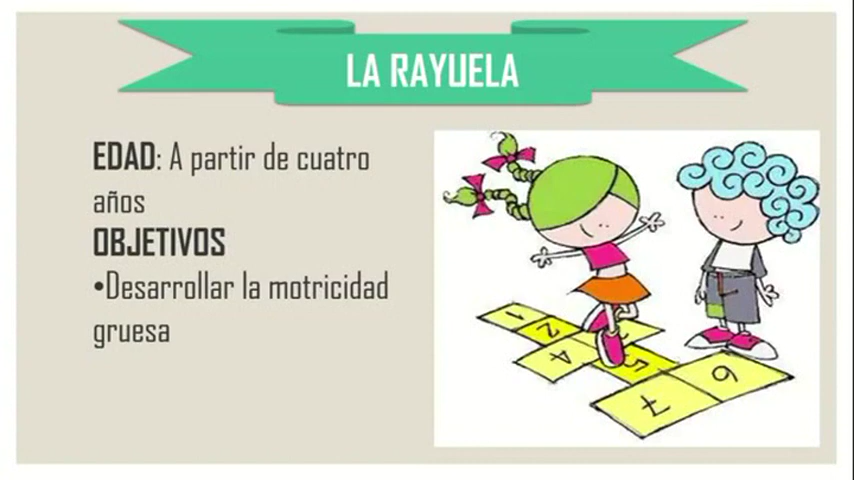 LA RAYUELA
EDAD: A partir de cuatro
años
OBJETIVOS
•Desarrollar la motricidad
gruesa
1
2
4
5
7
6